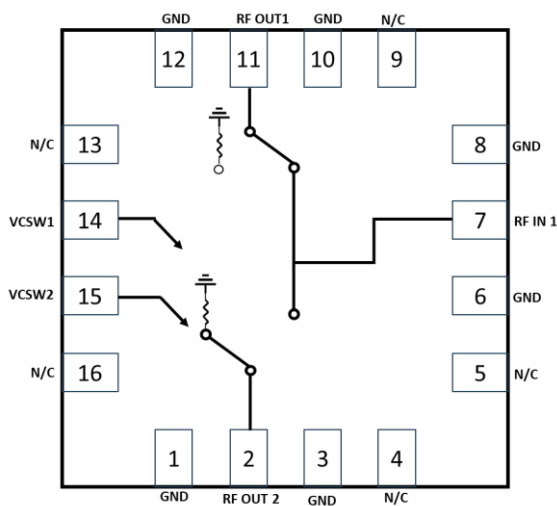 GND RF OUT1 GND N/C
12 11 10 9
N/C 13 8 GND
VCSW1 14 7 RF IN 1
VCSW2 15 6 GND
N/C 16 5 N/C
1 2 3 4
GND RF OUT 2 GND N/C